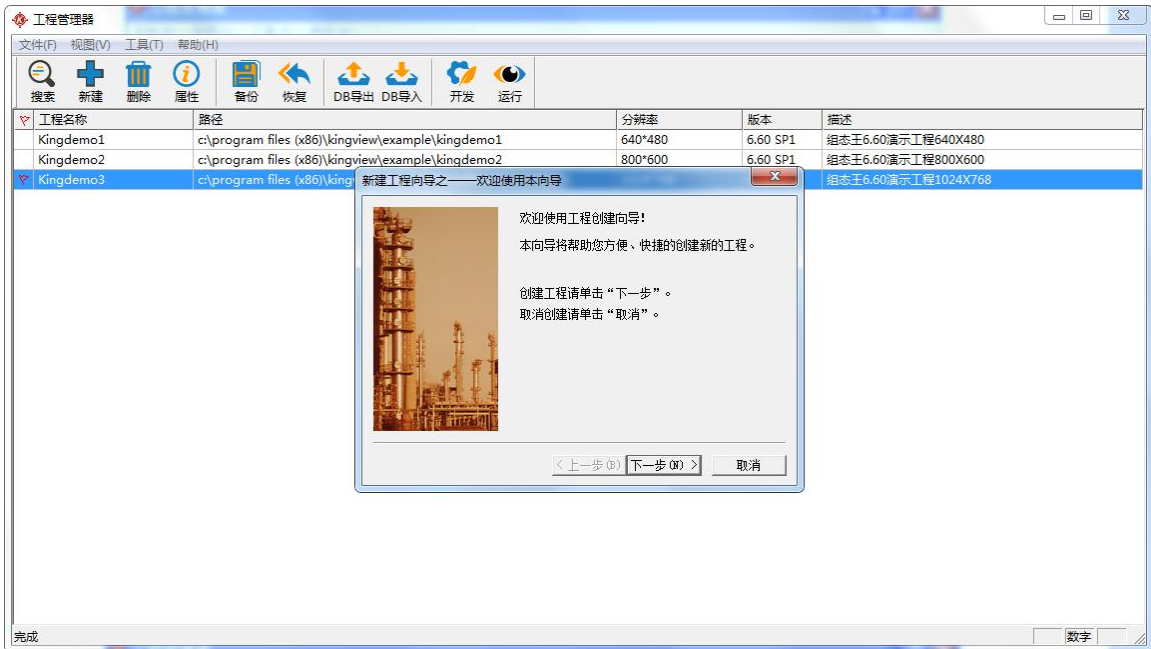 工程管理器
文件(F) 视图(V) 工具(T) 帮助(H)
搜索 新建 删除 属性 备份 恢复 DB导出 DB导入 开发 运行
工程名称 路径 分辨率 版本 描述
Kingdemo1 c:\program files (x86)\kingview\example\kingdemo1 640*480 6.60 SP1 组态王6.60演示工程640X480
Kingdemo2 c:\program files (x86)\kingview\example\kingdemo2 800*600 6.60 SP1 组态王6.60演示工程800X600
Kingdemo3 c:\program files (x86)\king 组态王6.60演示工程1024X768
新建工程向导之——欢迎使用本向导
欢迎使用工程创建向导!
本向导将帮助您方便、快捷的创建新的工程。
创建工程请单击“下一步”。
取消创建请单击“取消”。
<上一步(B) 下一步(N) > 取消
完成 数字